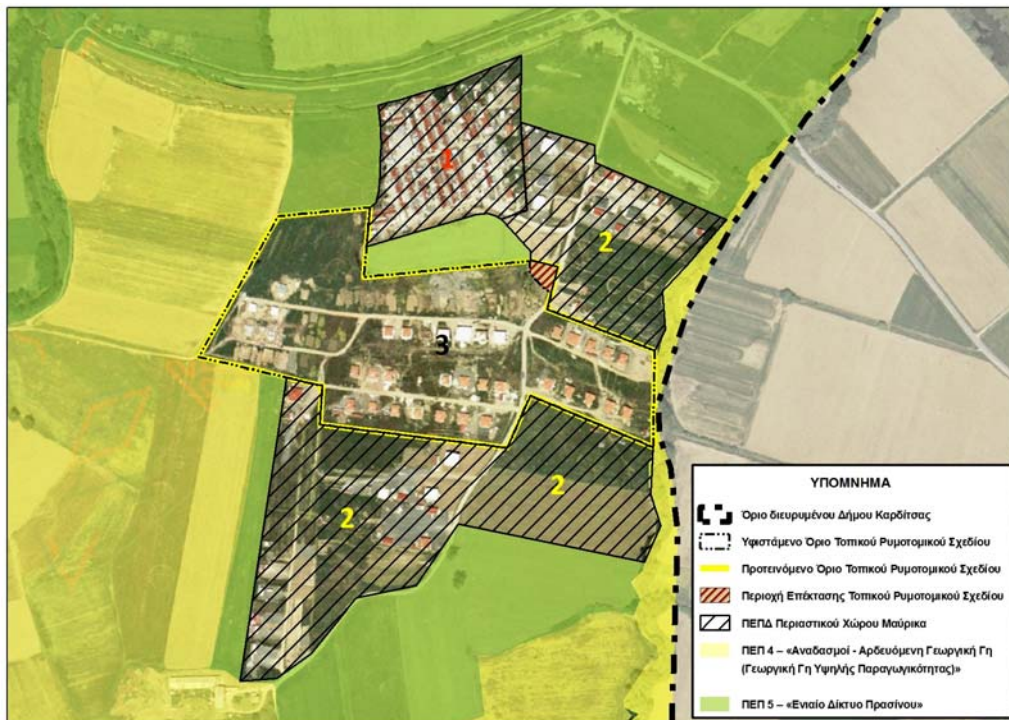 1
2
3
2
2
ΥΠΟΜΝΗΜΑ
Όριο διευρυμένου Δήμου Καρδίτσας
Υφιστάμενο Όριο Τοπικού Ρυμοτομικού Σχεδίου
Προτεινόμενο Όριο Τοπικού Ρυμοτομικού Σχεδίου
Περιοχή Επέκτασης Τοπικού Ρυμοτομικού Σχεδίου
ΠΕΠΔ Περιαστικού Χώρου Μαύρικα
ΠΕΠ 4 – «Αναδασμοί - Αρδευόμενη Γεωργική Γη
(Γεωργική Γη Υψηλής Παραγωγικότητας)»
ΠΕΠ 5 – «Ενιαίο Δίκτυο Πρασίνου»